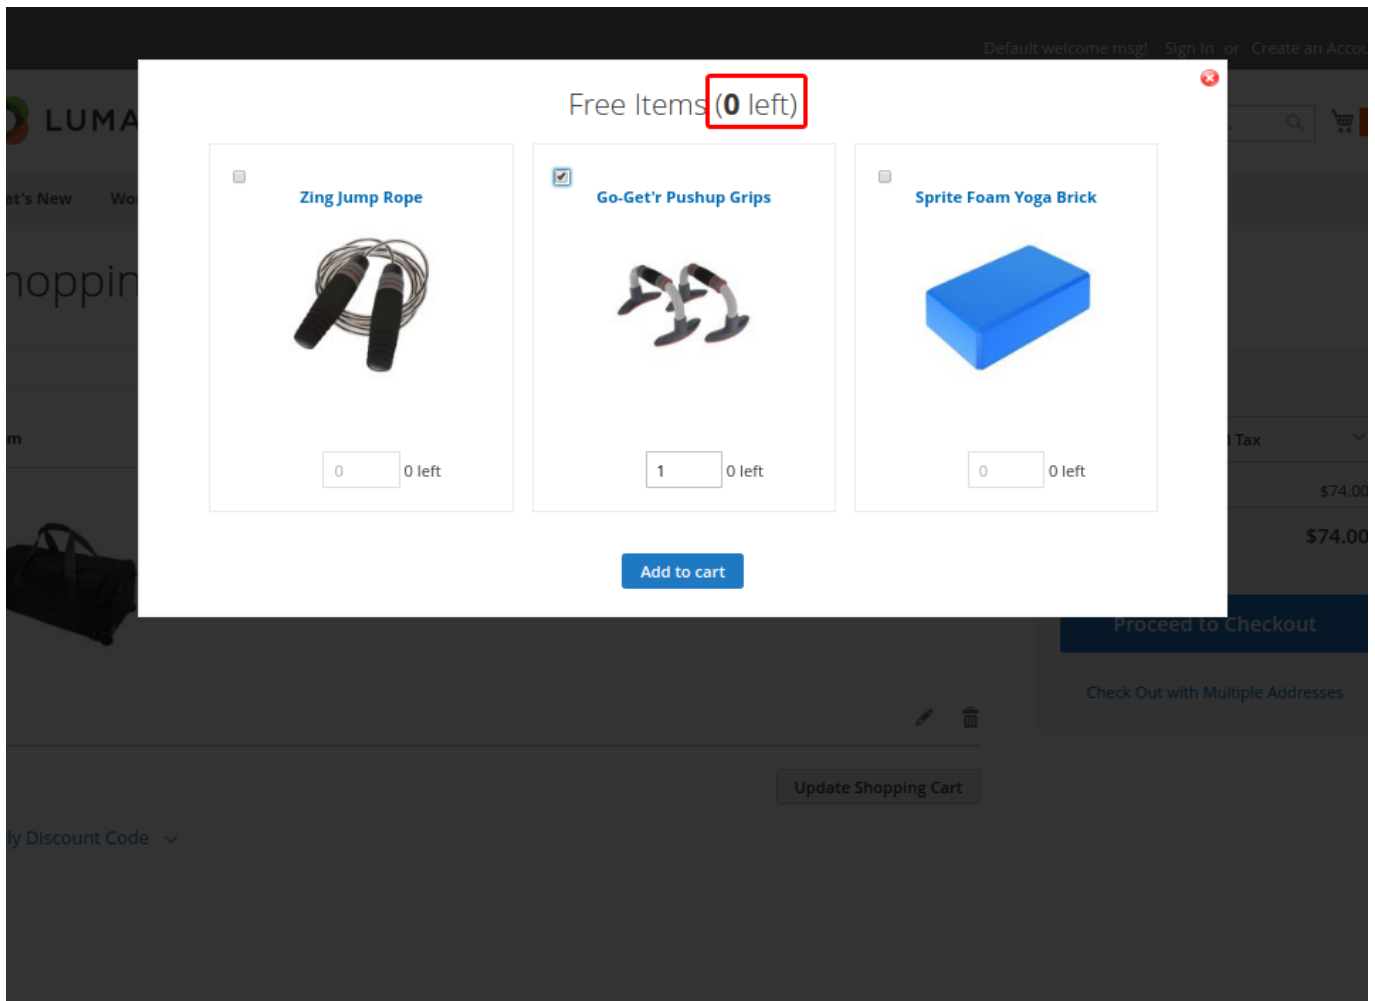 Default welcome msg! Sign In or Create an Accou
Free Items (0 left)
LUMA
at's New
Zing Jump Rope
Go-Get'r Pushup Grips
Sprite Foam Yoga Brick
hoppin
m
Tax
0 0 left
1 0 left
0 0 left
$74.00
$74.00
Add to cart
Proceed to Checkout
Check Out with Multiple Addresses
Update Shopping Cart
ly Discount Code